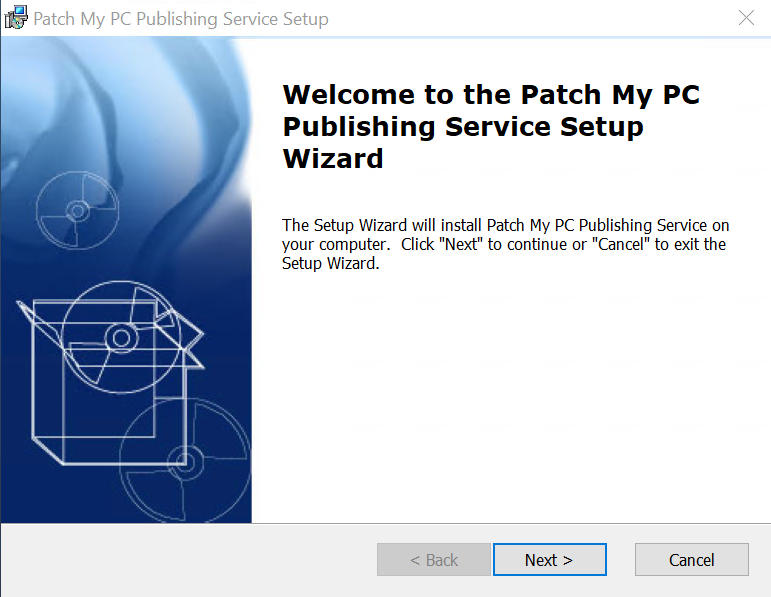 Patch My PC Publishing Service Setup
Welcome to the Patch My PC
Publishing Service Setup
Wizard
The Setup Wizard will install Patch My PC Publishing Service on
your computer.  Click "Next" to continue or "Cancel" to exit the
Setup Wizard.
< Back
Next >
Cancel